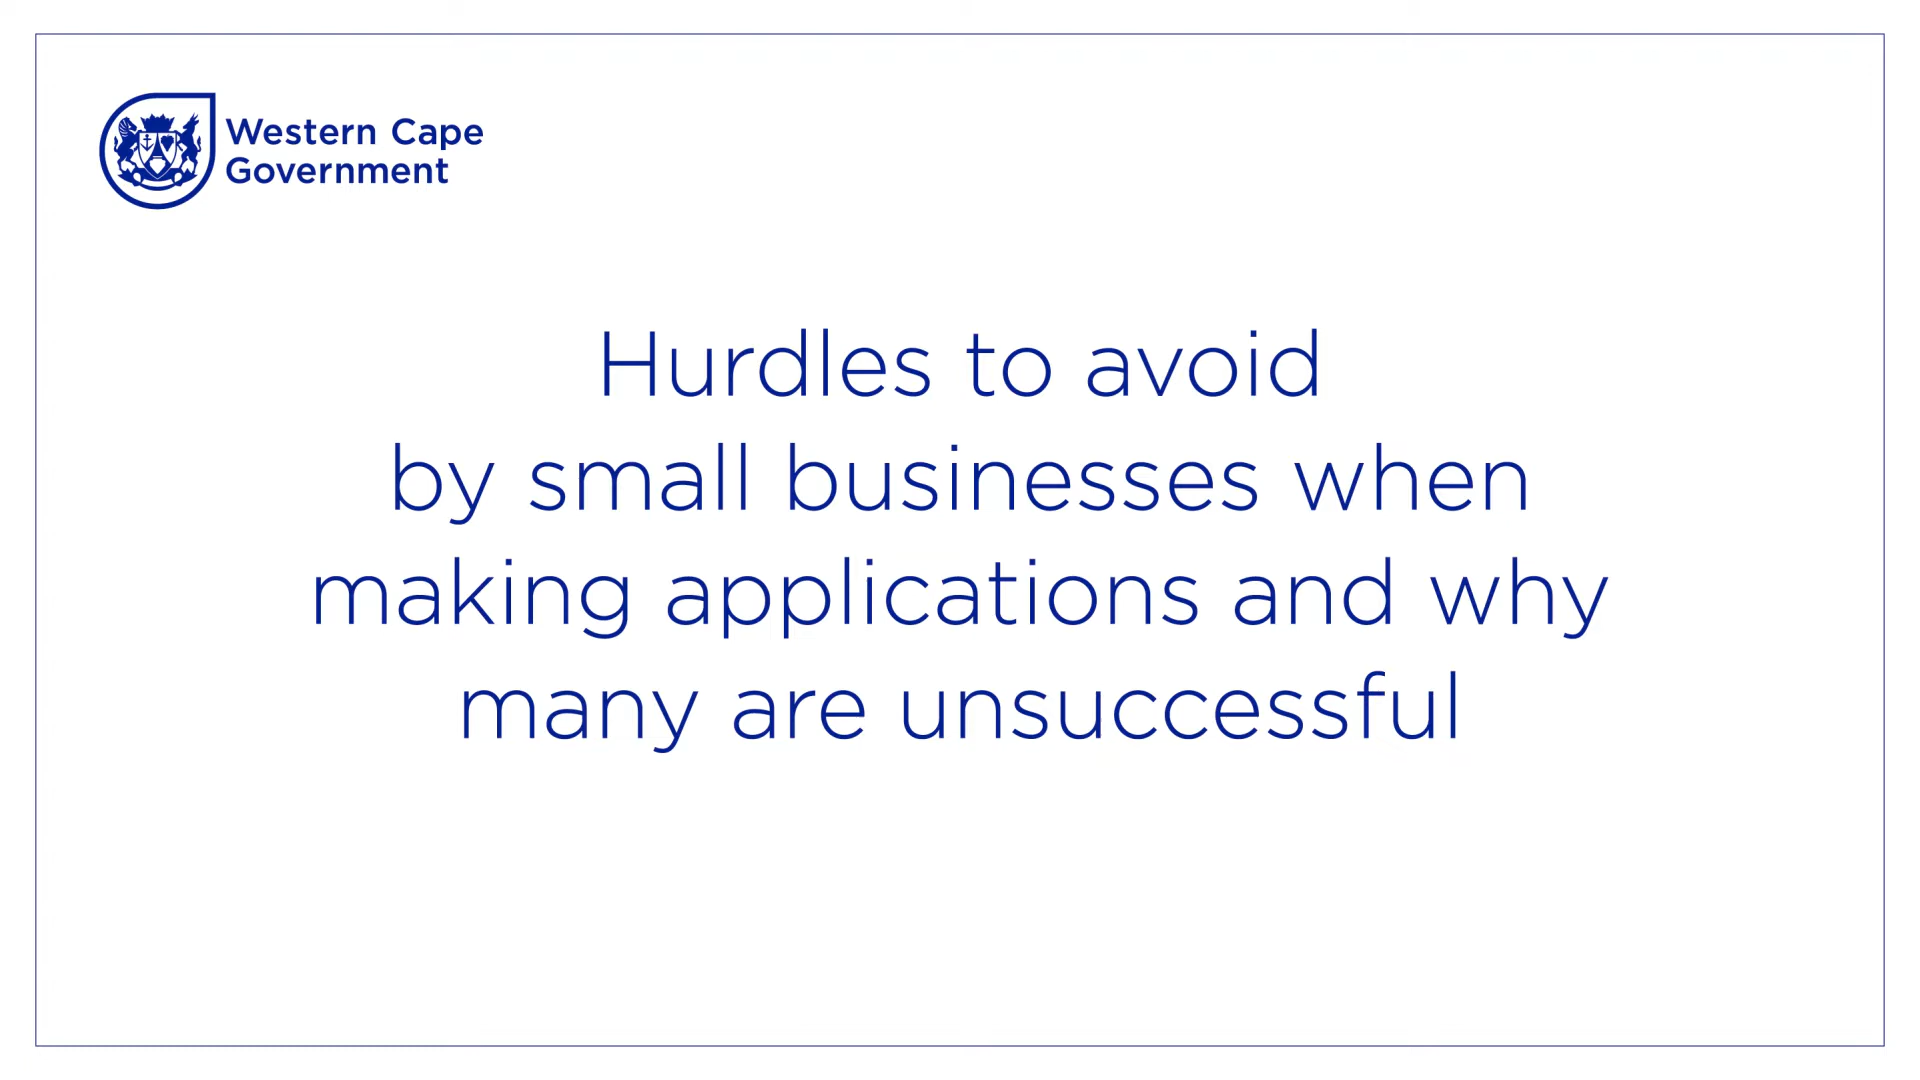 Western Cape
Government
Hurdles to avoid
by small businesses when
making applications and why
many are unsuccessful